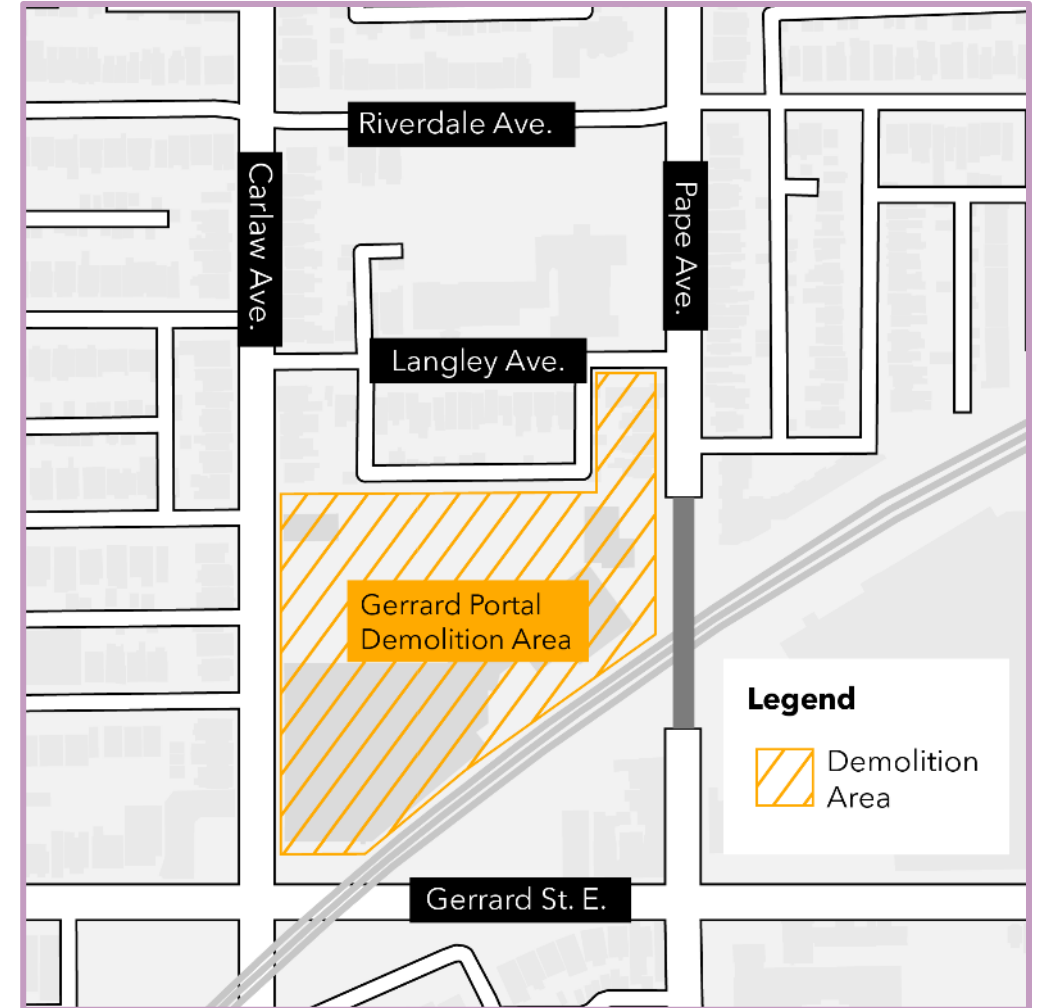 Riverdale Ave.
Carlaw Ave.
Pape Ave.
Langley Ave.
Gerrard Portal
Demolition Area
Legend
Demolition
Area
Gerrard St. E.